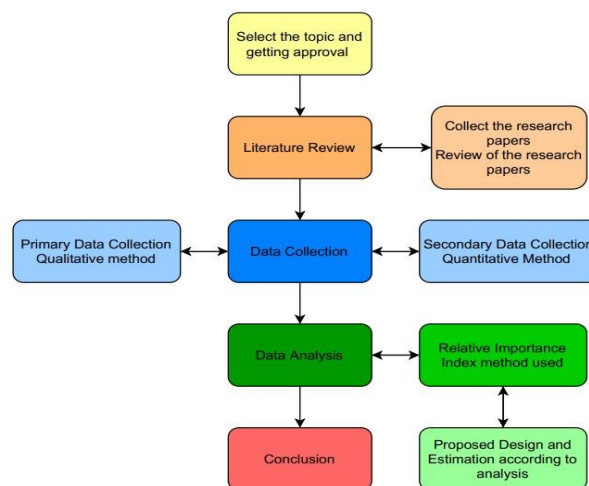 Select the topic and
getting approval
Literature Review
Collect the research
papers
Review of the research
papers
Primary Data Collection
Qualitative method
Data Collection
Secondary Data Collection
Quantitative Method
Data Analysis
Relative Importance
Index method used
Conclusion
Proposed Design and
Estimation according to
analysis